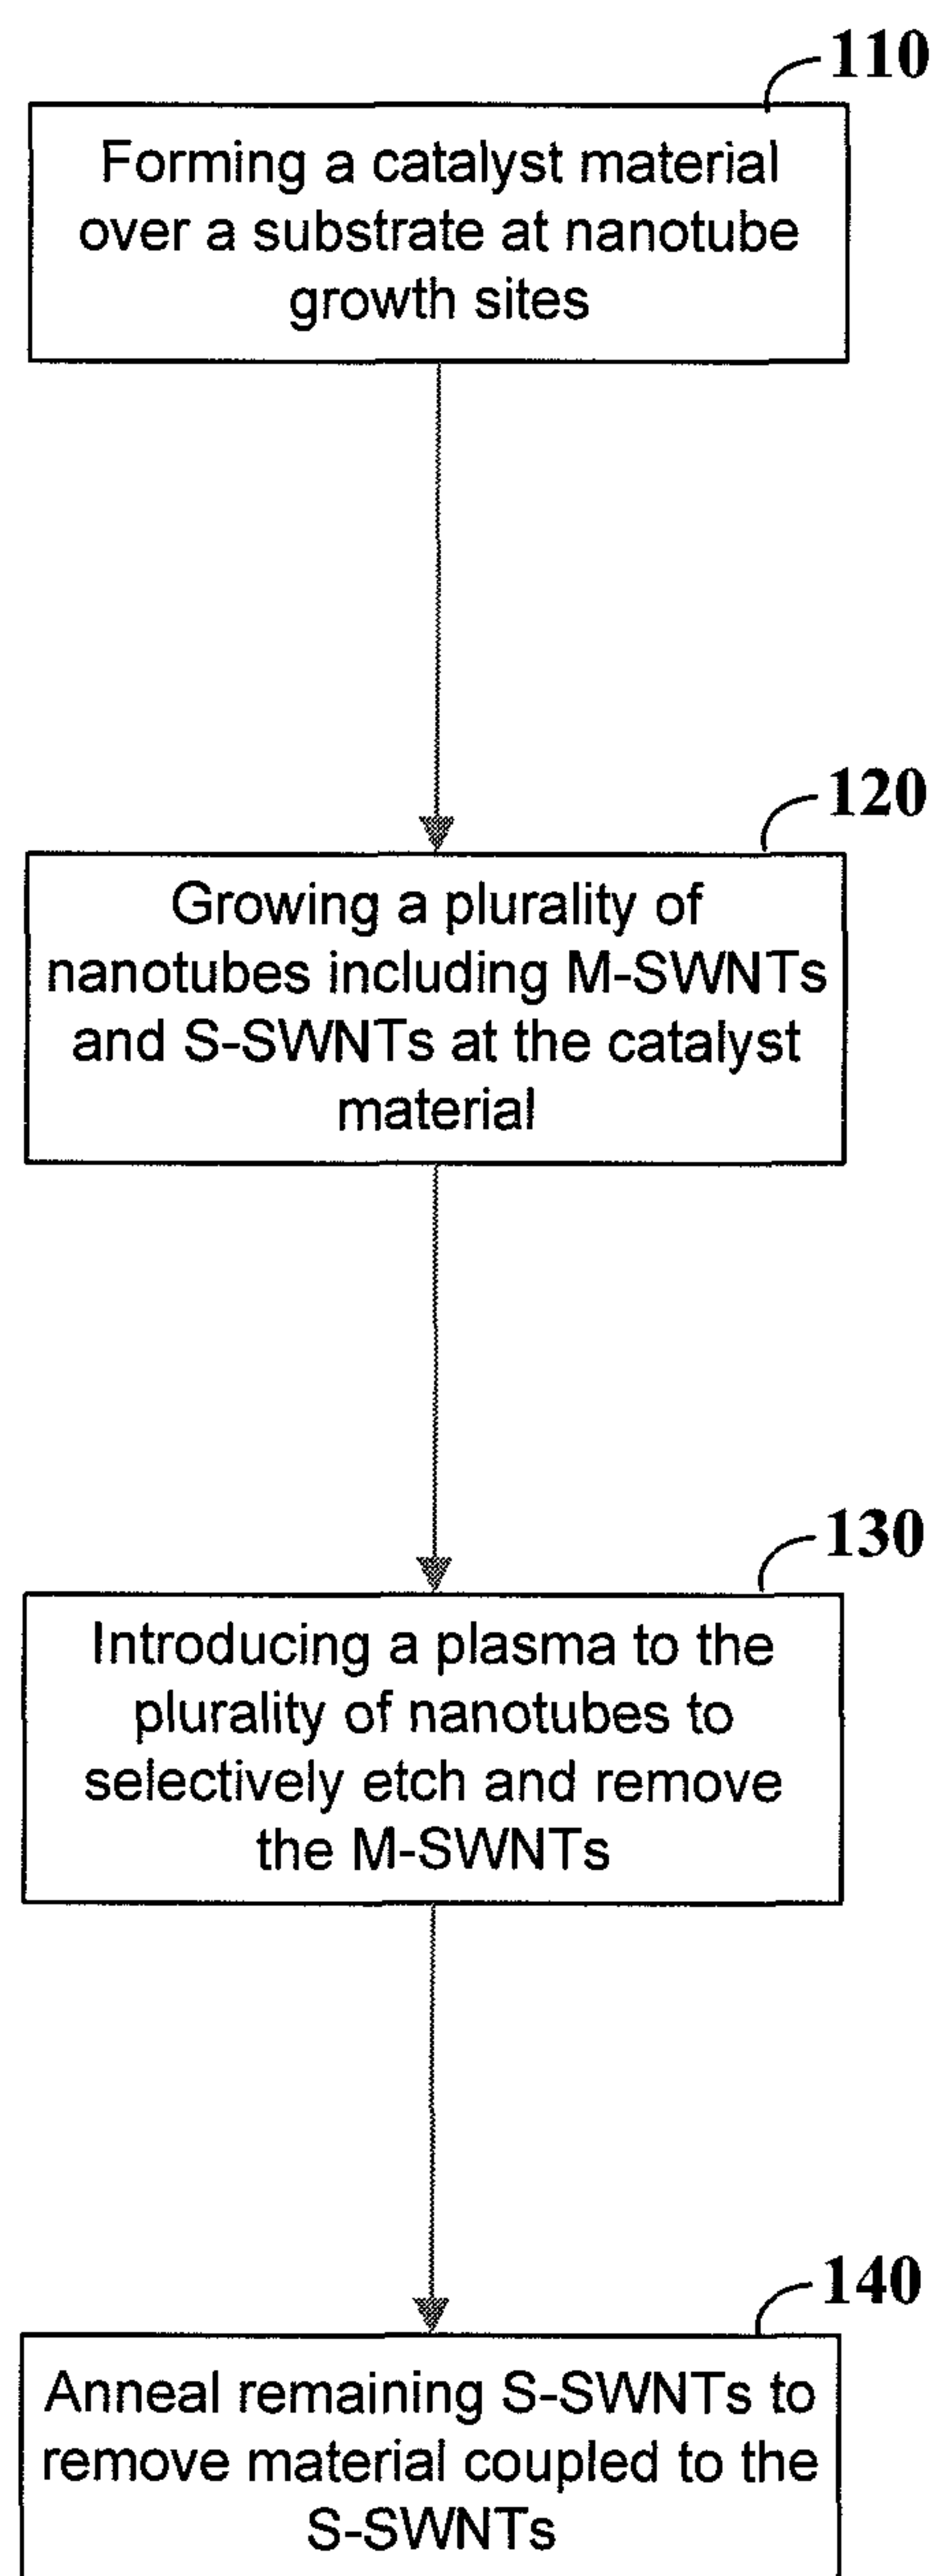 110
Forming a catalyst material
over a substrate at nanotube
growth sites
120
Growing a plurality of
nanotubes including M-SWNTs
and S-SWNTs at the catalyst
material
130
Introducing a plasma to the
plurality of nanotubes to
selectively etch and remove
the M-SWNTs
140
Anneal remaining S-SWNTs to
remove material coupled to the
S-SWNTs